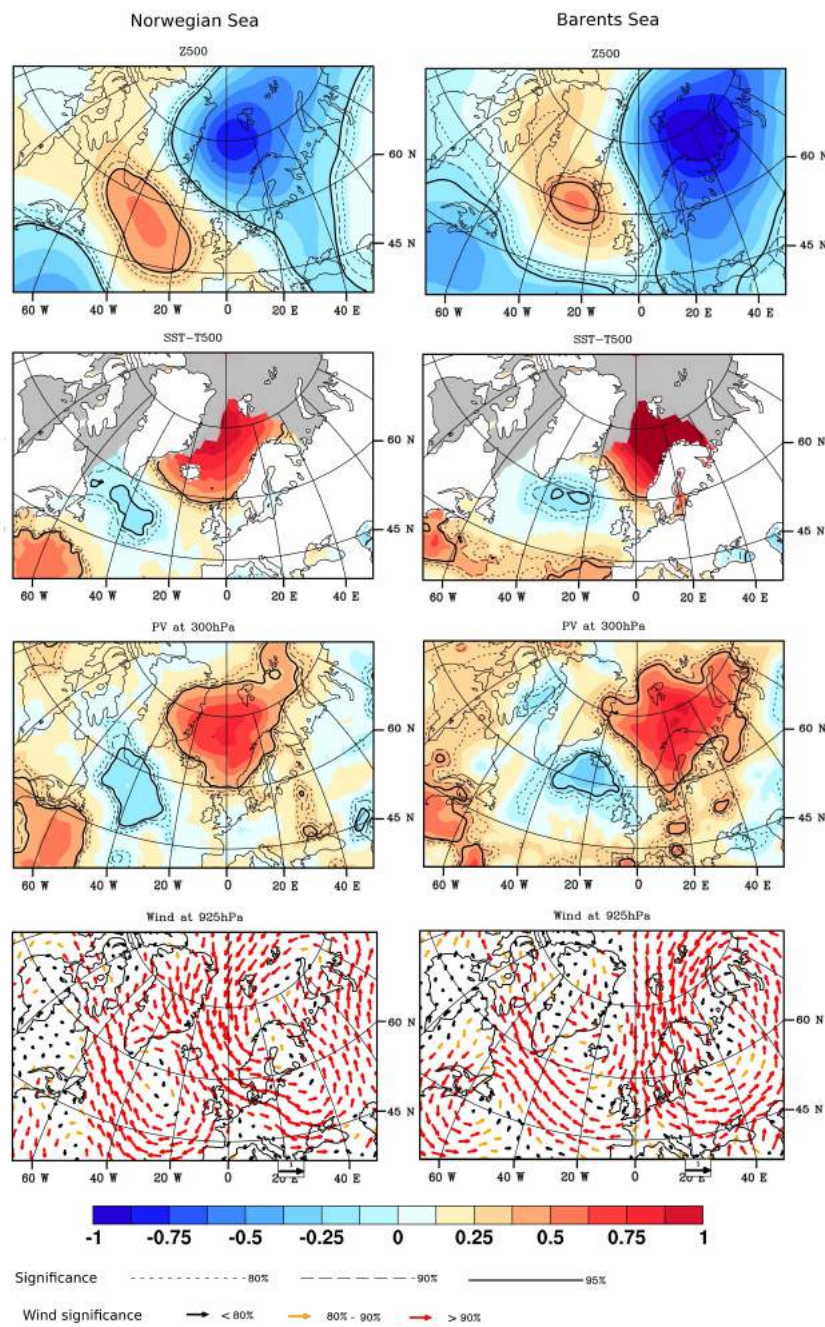 Norwegian Sea Barents Sea
Z500 Z500
60 N 60 N
45 N 45 N
60 W 40 W 20 W 0 20 E 40 E 60 W 40 W 20 W 0 20 E 40 E
SST-T500 SST-T500
60 N 60 N
45 N 45 N
60 W 40 W 20 W 0 20 E 40 E 60 W 40 W 20 W 0 20 E 40 E
PV at 300hPa PV at 300hPa
60 N 60 N
45 N 45 N
60 W 40 W 20 W 0 20 E 40 E 60 W 40 W 20 W 0 20 E 40 E
Wind at 925hPa Wind at 925hPa
60 N 60 N
45 N 45 N
1 1
60 W 40 W 20 W 0 20 E 40 E 60 W 40 W 20 W 0 20 E 40 E
-1 -0.75 -0.5 -0.25 0 0.25 0.5 0.75 1
Significance 80% 90% 95%
Wind significance < 80% 80% - 90% > 90%